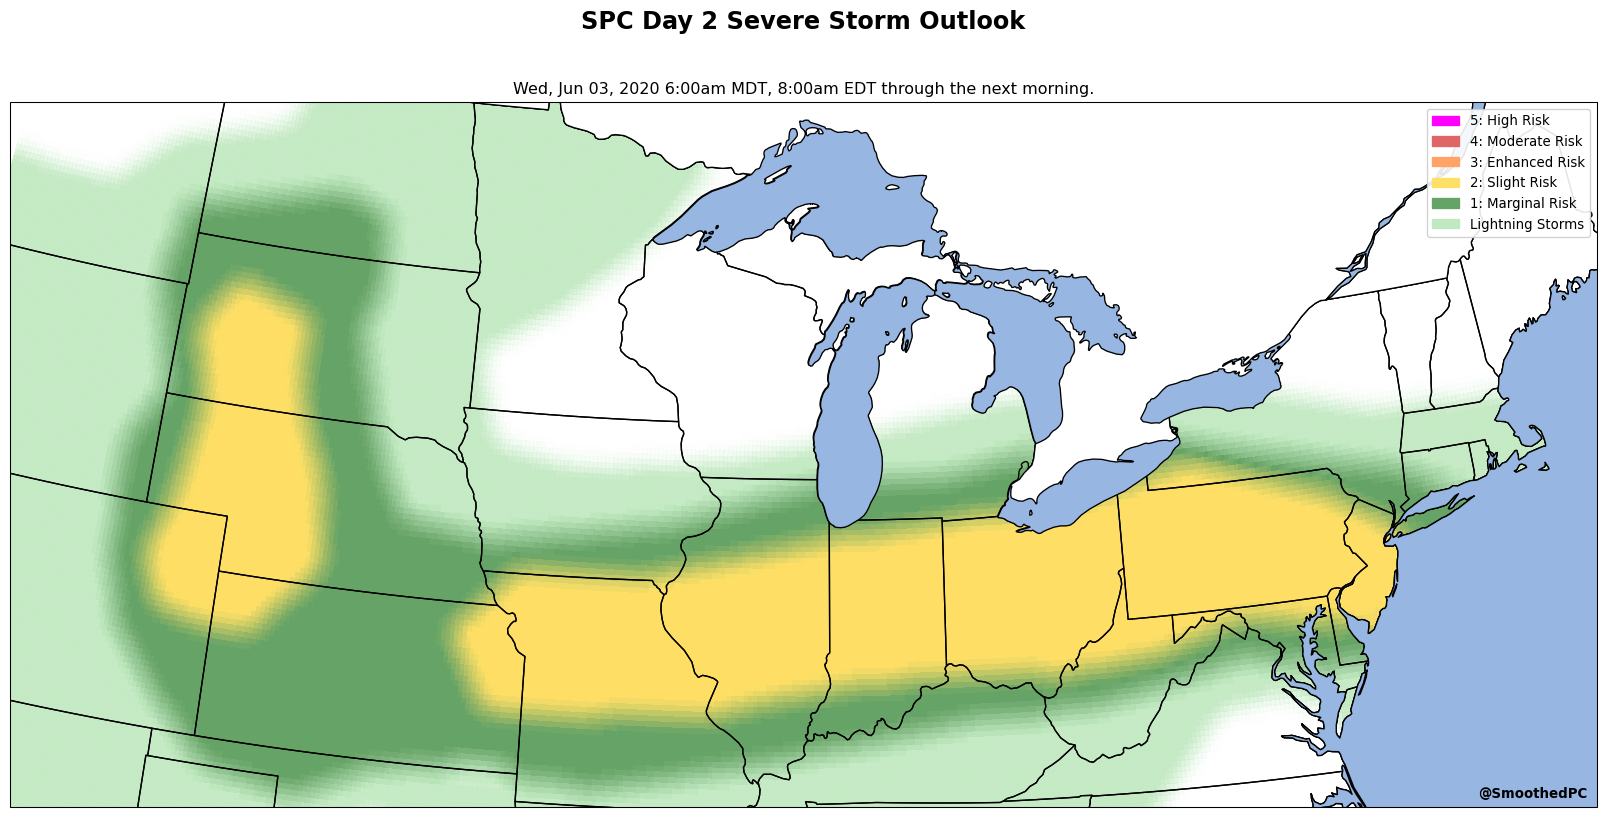 SPC Day 2 Severe Storm Outlook
Wed, Jun 03, 2020 6:00am MDT, 8:00am EDT through the next morning.
5: High Risk
4: Moderate Risk
3: Enhanced Risk
2: Slight Risk
1: Marginal Risk
Lightning Storms
@SmoothedPC